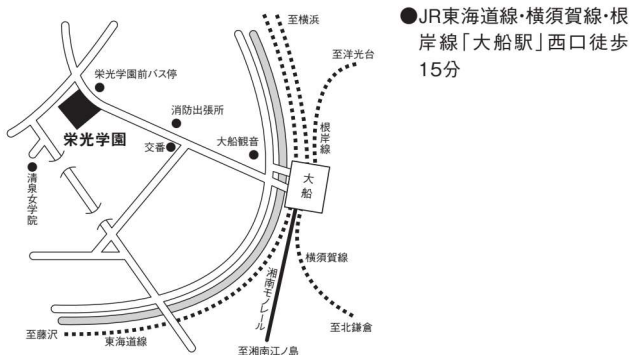 至横浜
至洋光台
栄光学園前バス停
消防出張所
根岸線
栄光学園
交番
大船観音
大船
清泉女学院
横須賀線
湘南モノレール
至北鎌倉
至藤沢
東海道線
至湘南江ノ島
●JR東海道線・横須賀線・根
岸線「大船駅」西口徒歩
15分